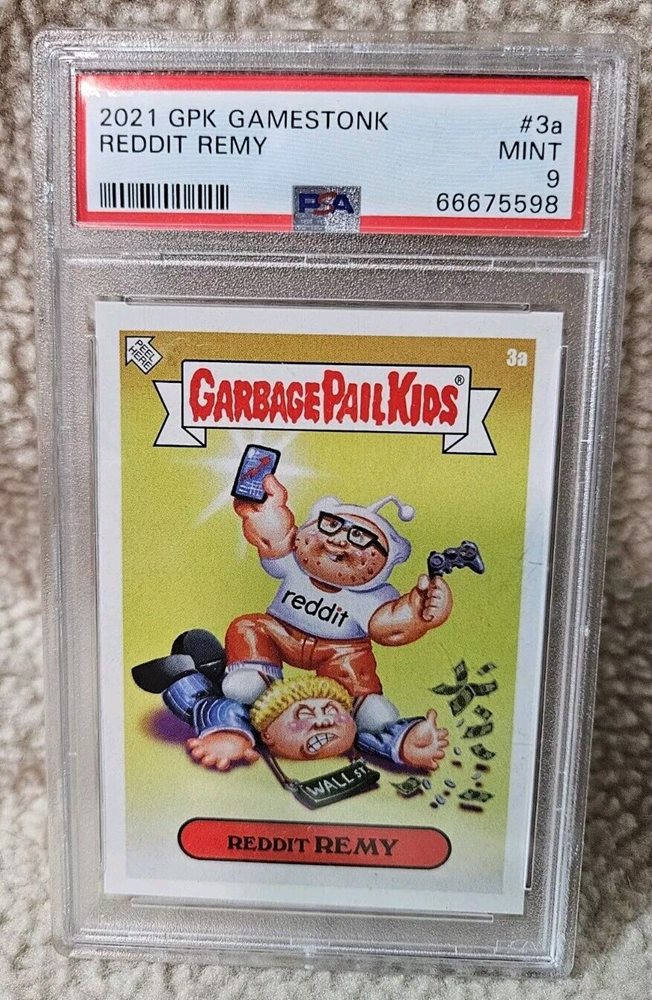 2021 GPK GAMESTONK #3a
REDDIT REMY MINT
9
PSA 66675598
PEEL HERE
3a
GARBAGE PAIL KIDS®
reddit
WALL ST
REDDIT REMY